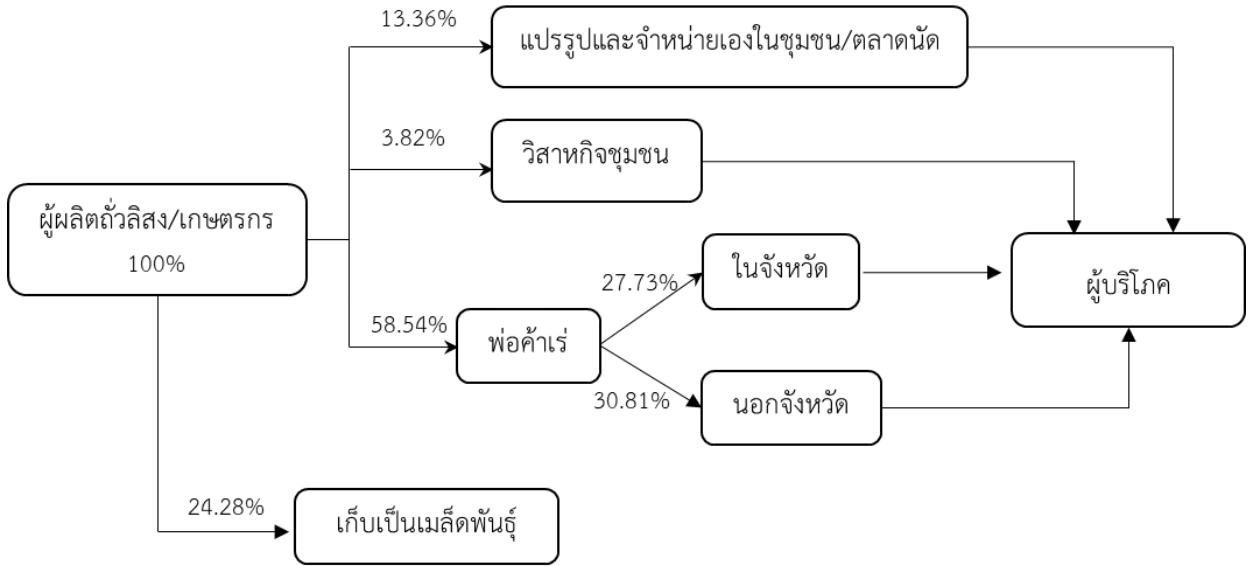 13.36%
แปรรูปและจำหน่ายเองในชุมชน/ตลาดนัด
3.82%
วิสาหกิจชุมชน
ผู้ผลิตถั่วลิสง/เกษตรกร
100%
27.73%
ในจังหวัด
ผู้บริโภค
58.54%
พ่อค้าเร่
30.81%
นอกจังหวัด
24.28%
เก็บเป็นเมล็ดพันธุ์